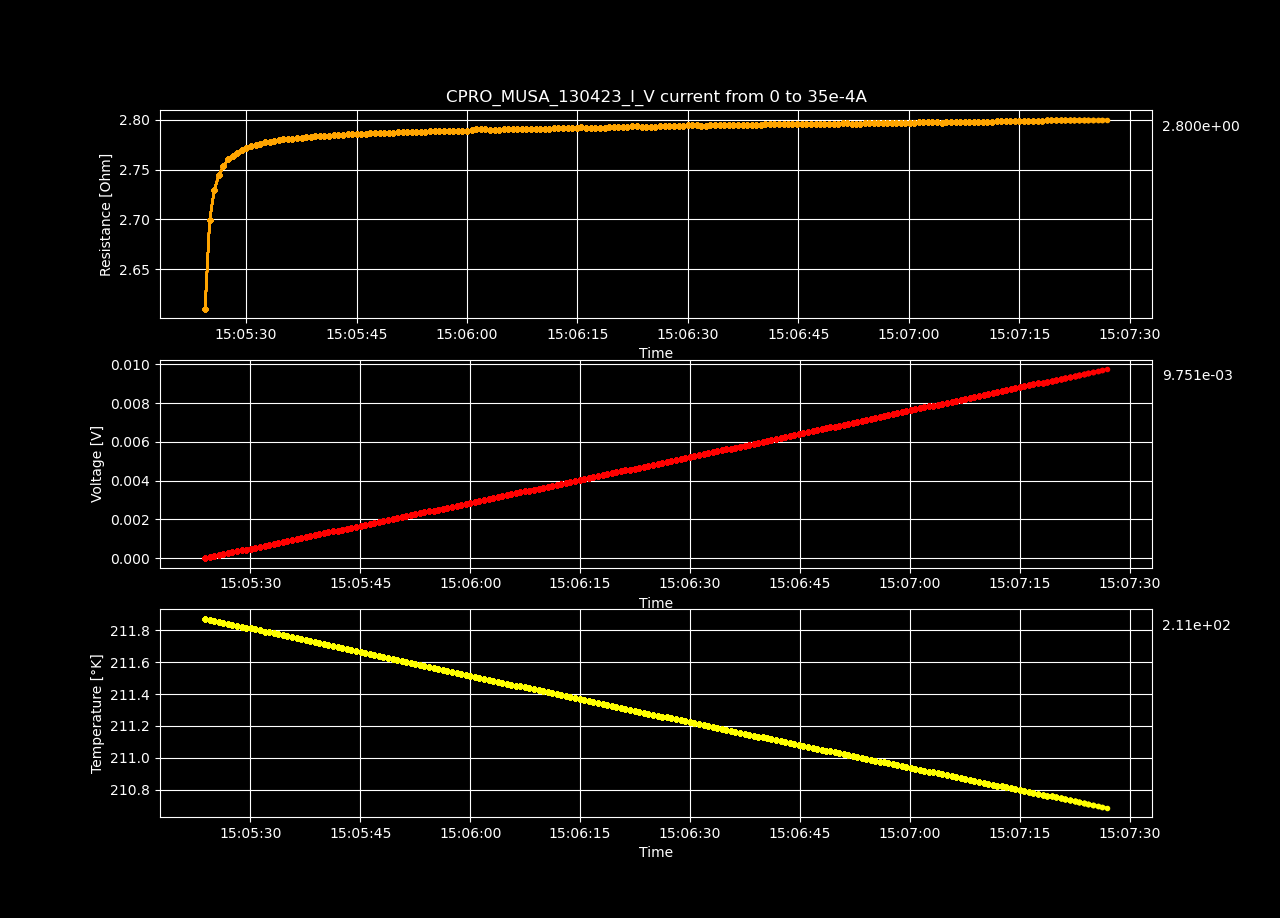 CPRO_MUSA_130423_I_V current from 0 to 35e-4A
2.80
2.75
2.70
2.65
Resistance [Ohm]
2.800e+00
15:05:30 15:05:45 15:06:00 15:06:15 15:06:30 15:06:45 15:07:00 15:07:15 15:07:30
Time
0.010
0.008
0.006
0.004
0.002
0.000
Voltage [V]
9.751e-03
15:05:30 15:05:45 15:06:00 15:06:15 15:06:30 15:06:45 15:07:00 15:07:15 15:07:30
Time
211.8
211.6
211.4
211.2
211.0
210.8
Temperature [°K]
2.11e+02
15:05:30 15:05:45 15:06:00 15:06:15 15:06:30 15:06:45 15:07:00 15:07:15 15:07:30
Time